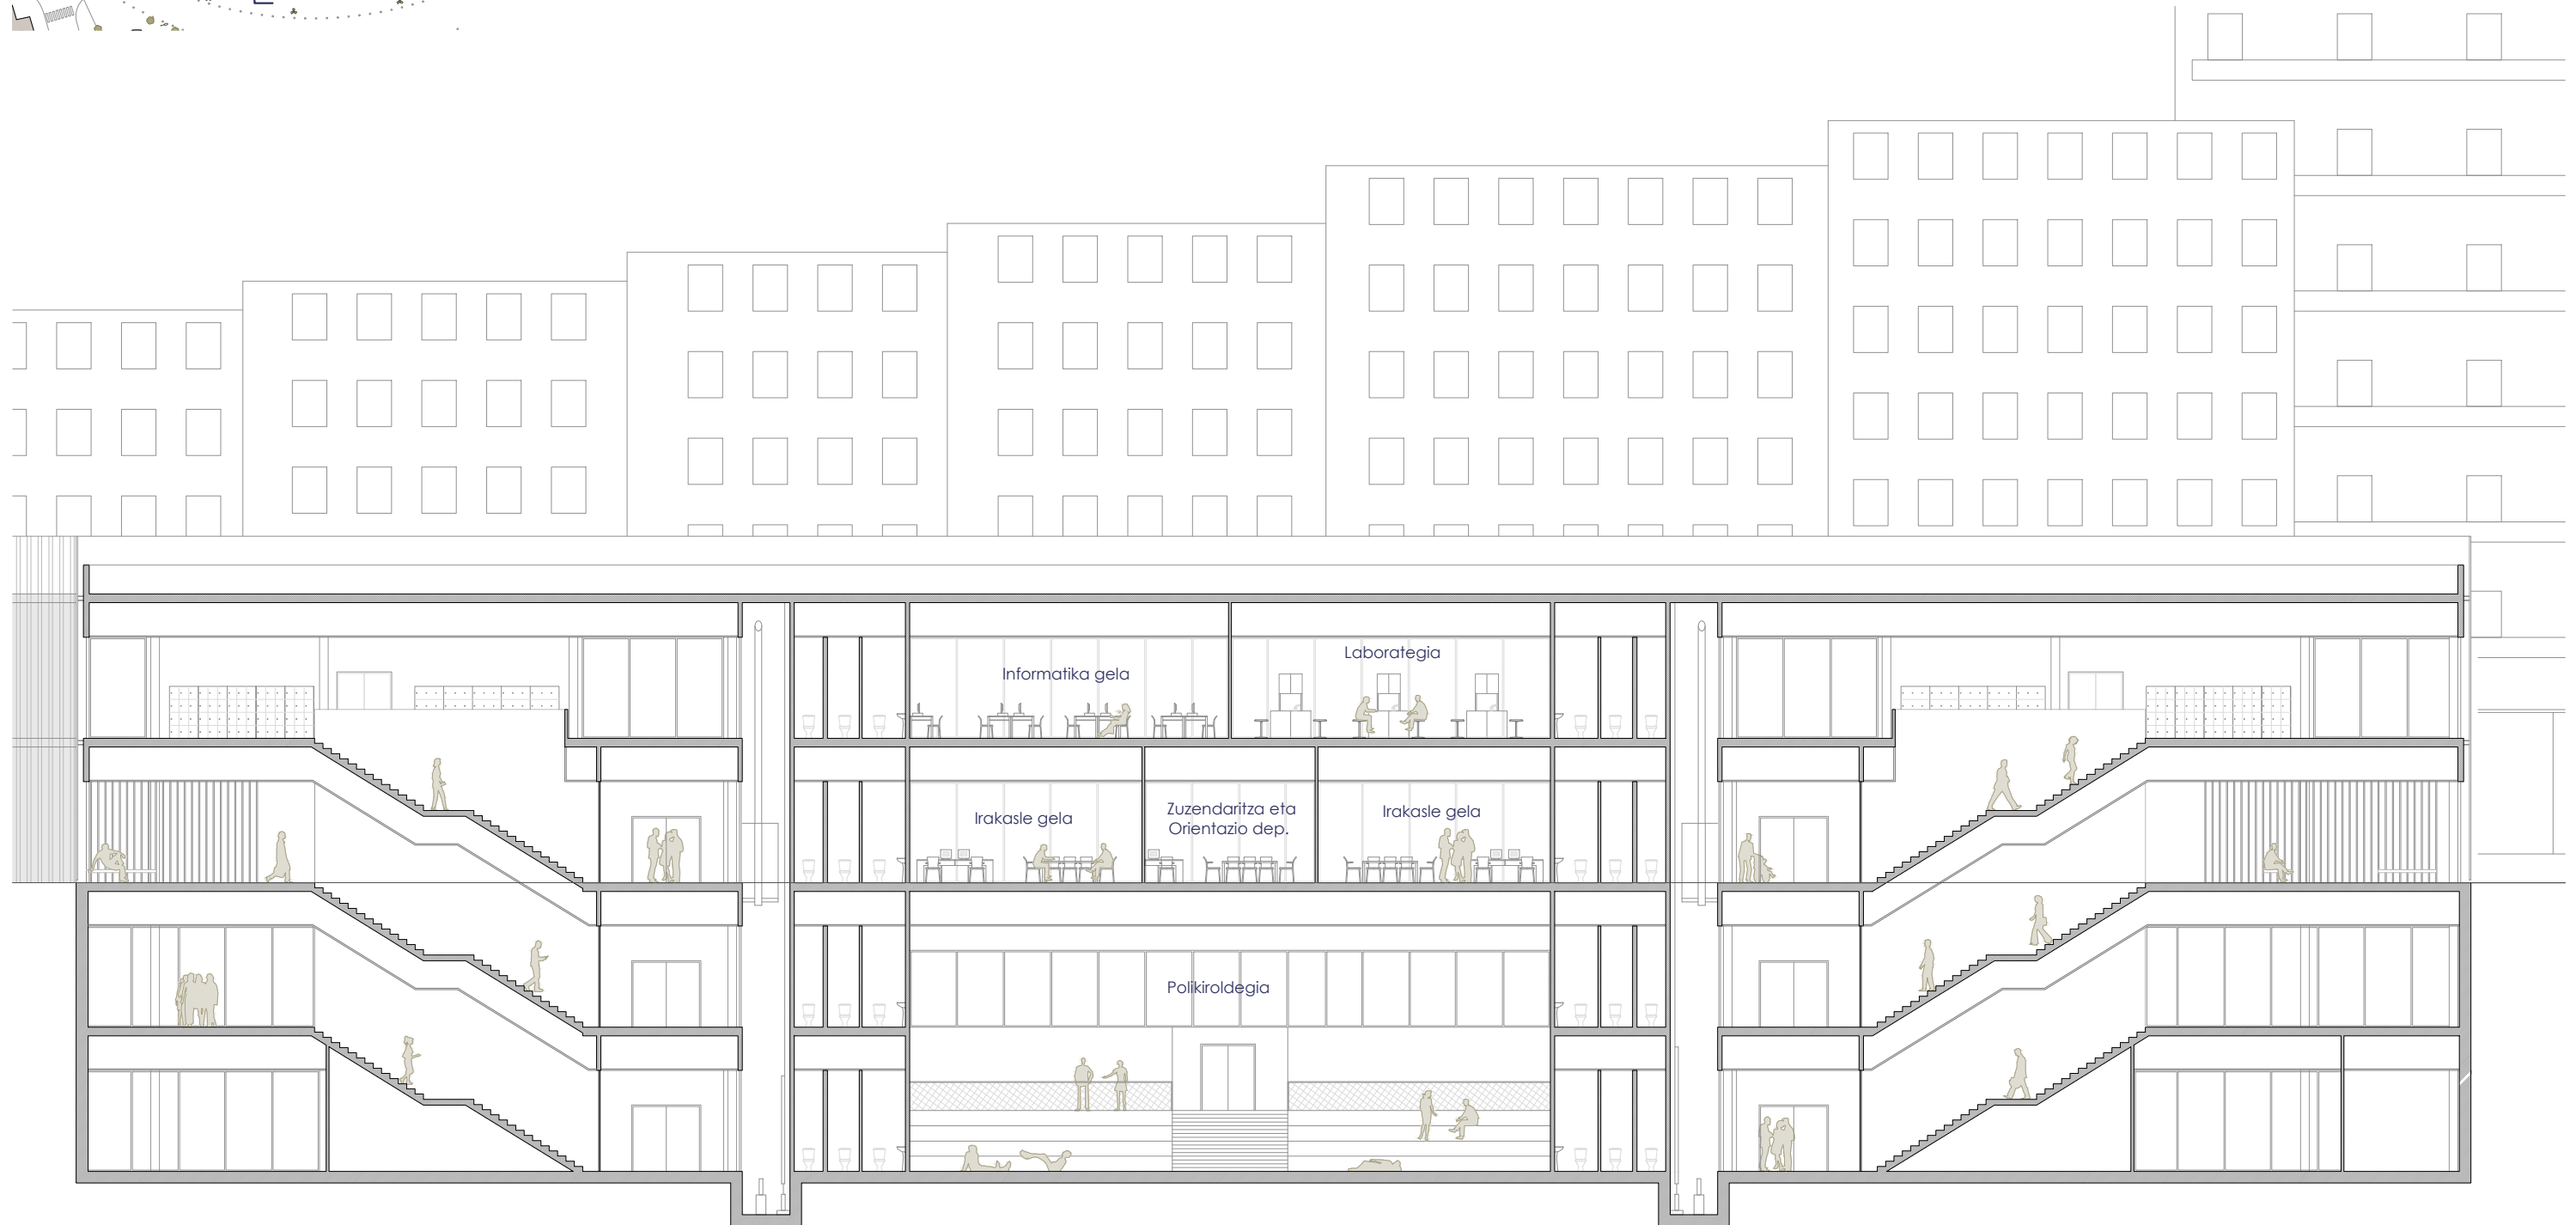 Laborategia
Informatika gela
Irakasle gela
Zuzendaritza eta
Orientazio dep.
Irakasle gela
Polikiroldegia